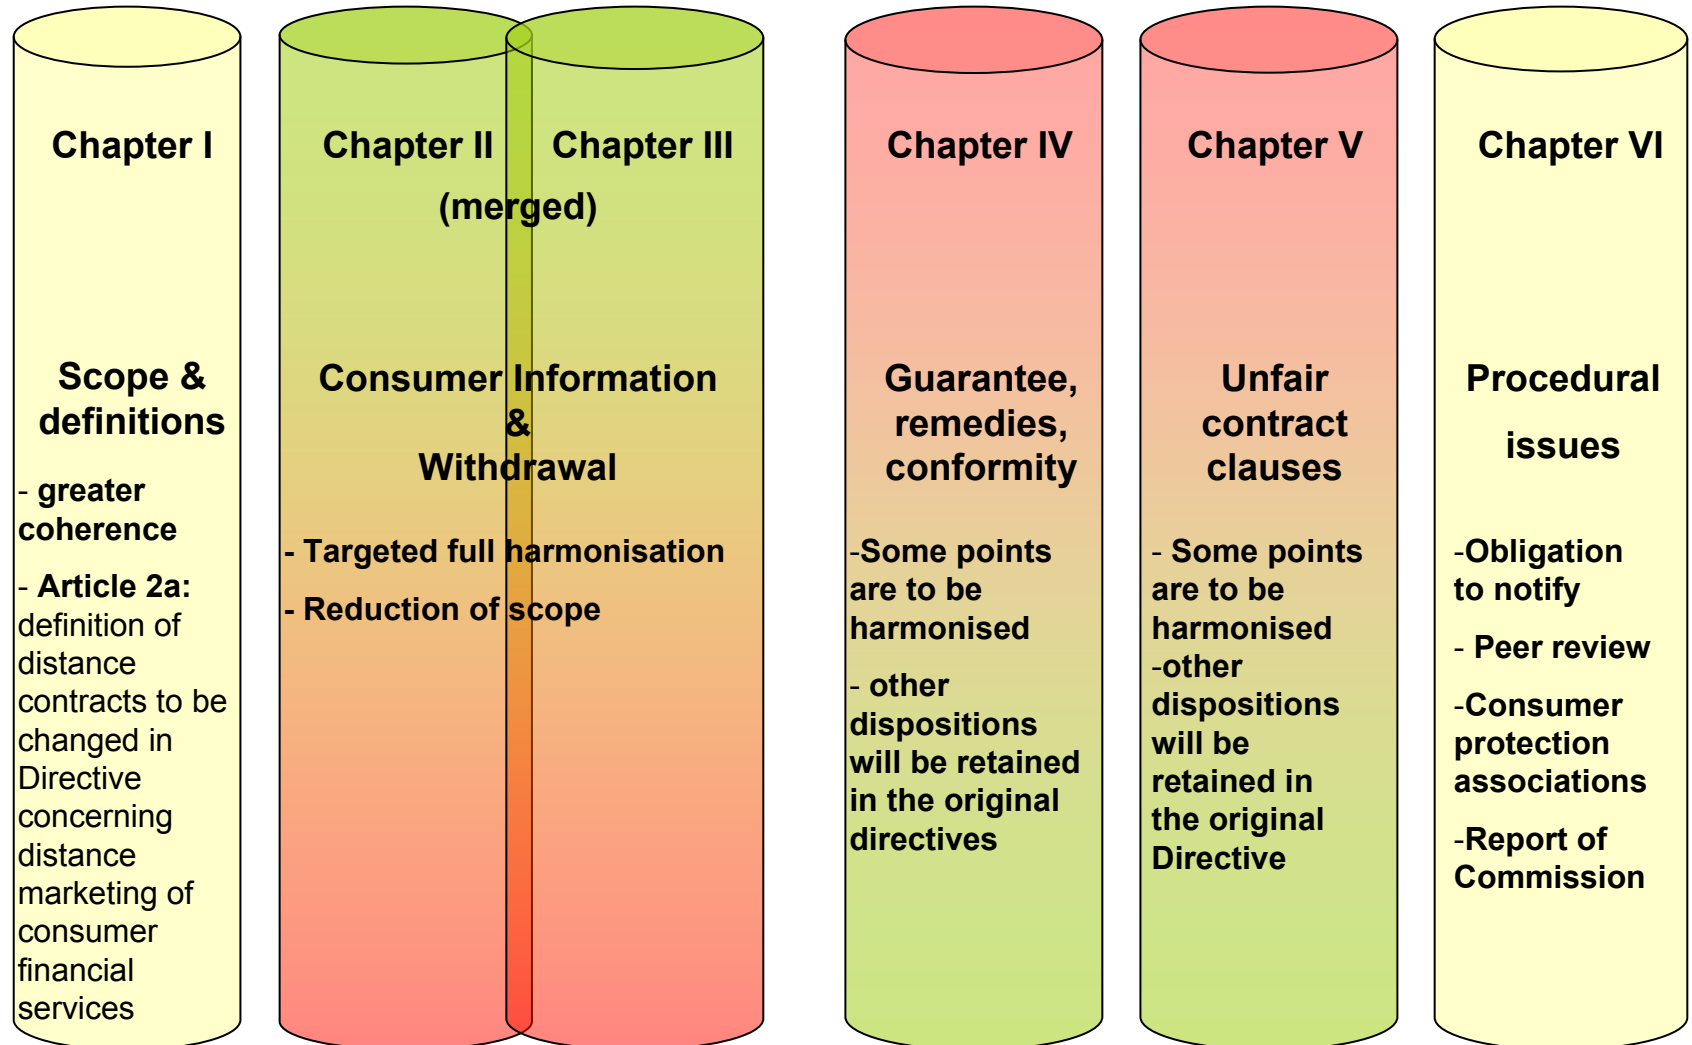 Chapter I
Scope &
definitions
- greater
coherence
- Article 2a:
definition of
distance
contracts to be
changed in
Directive
concerning
distance
marketing of
consumer
financial
services
Chapter II Chapter III
(merged)
Consumer Information
&
Withdrawal
- Targeted full harmonisation
- Reduction of scope
Chapter IV
Guarantee,
remedies,
conformity
-Some points
are to be
harmonised
- other
dispositions
will be retained
in the original
directives
Chapter V
Unfair
contract
clauses
- Some points
are to be
harmonised
-other
dispositions
will be
retained in
the original
Directive
Chapter VI
Procedural
issues
-Obligation
to notify
- Peer review
-Consumer
protection
associations
-Report of
Commission